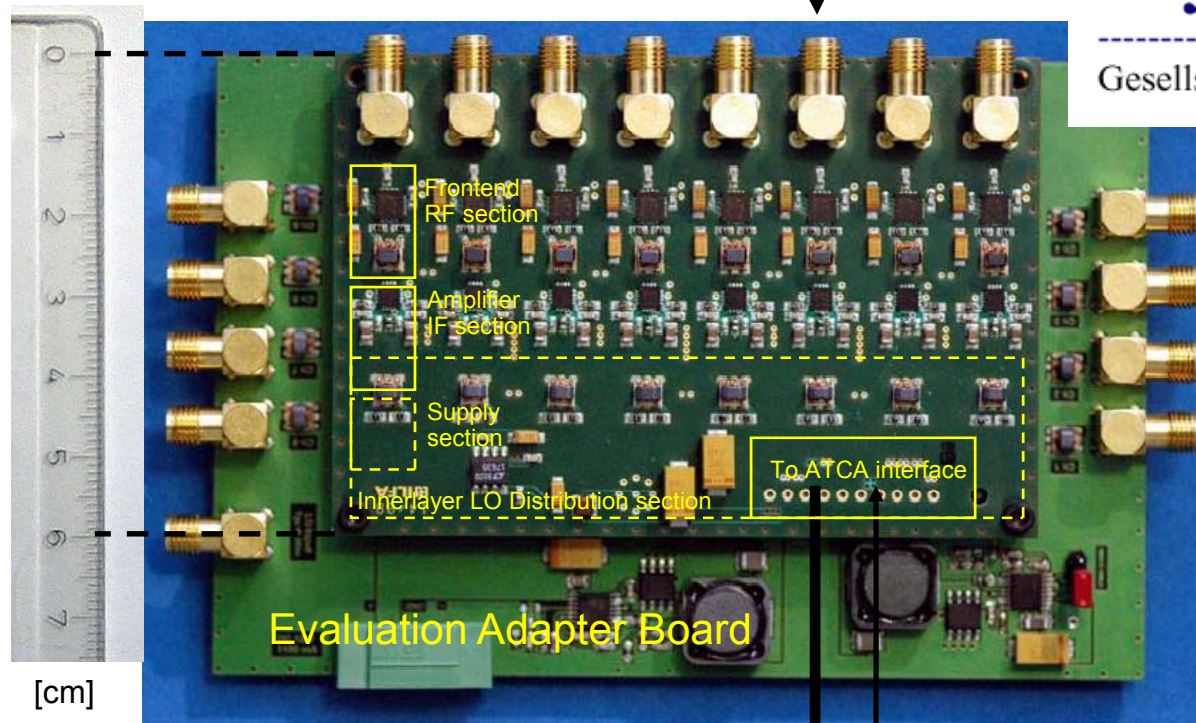 Gesells
0
1
2
3
4
5
6
7
[cm]
Frontend
RF section
Amplifier
IF section
Supply
section
To ATCA interface
Innerlayer LO Distribution section
Evaluation Adapter Board